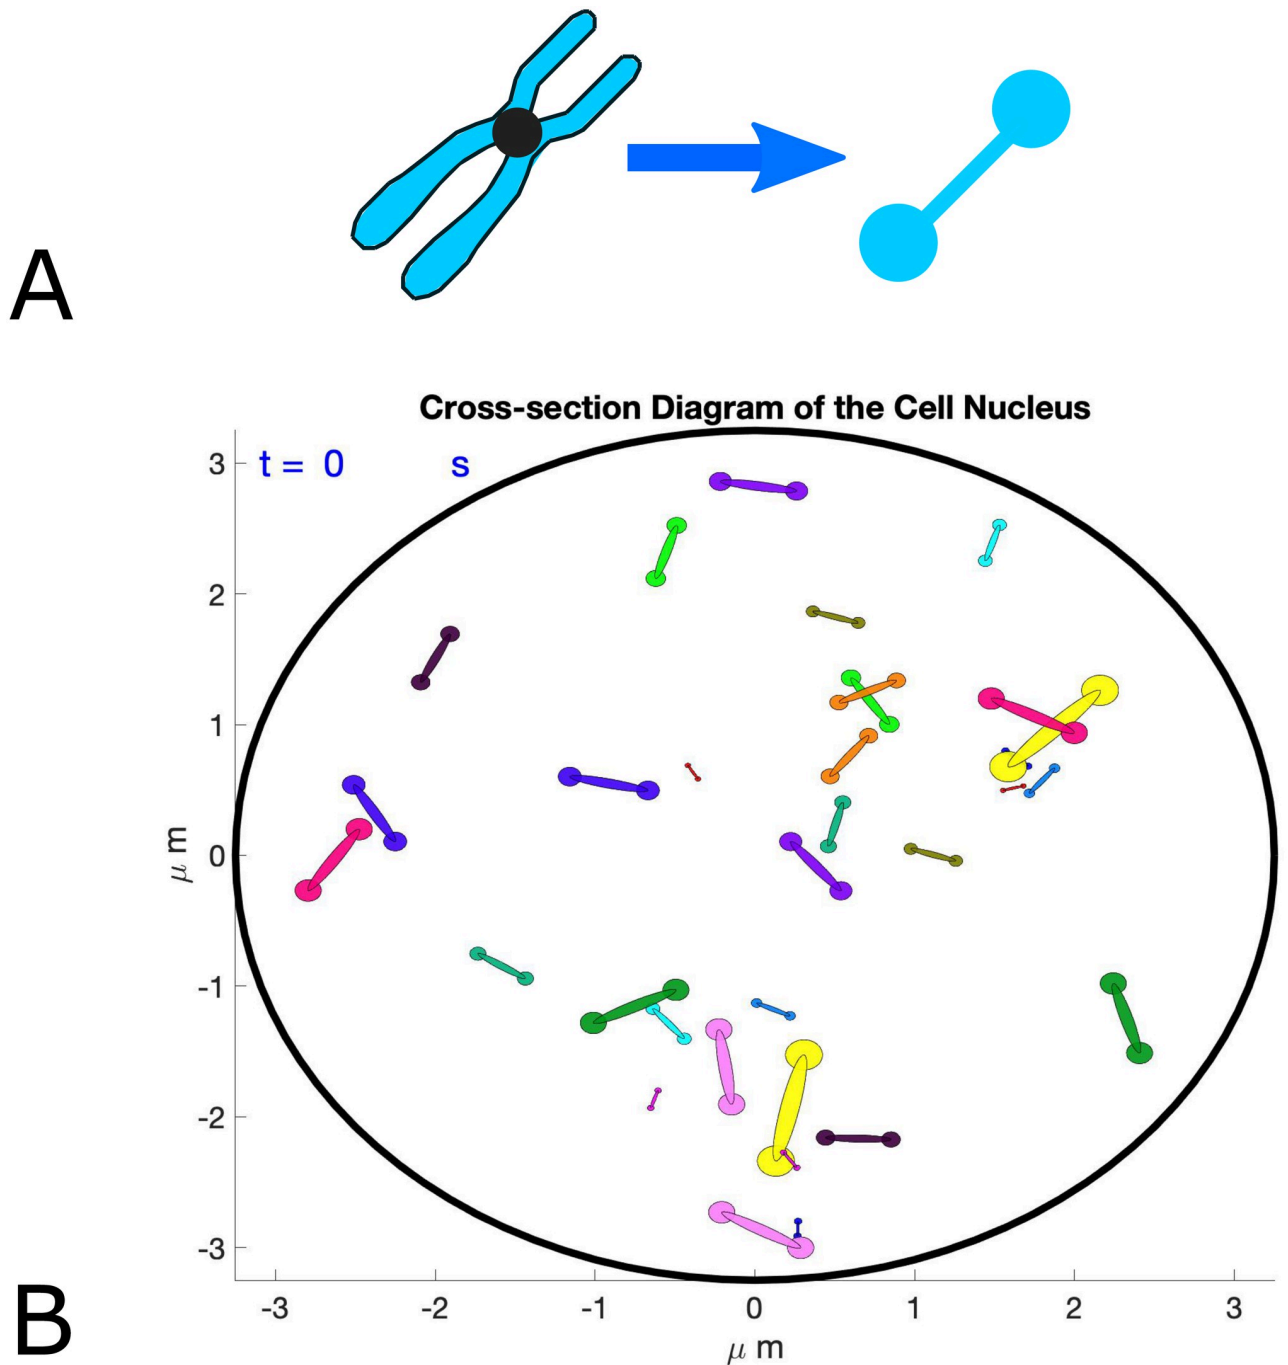 A
Cross-section Diagram of the Cell Nucleus
t = 0 s
3
2
1
0
-1
-2
-3
μ m
-3 -2 -1 0 1 2 3
μ m
B